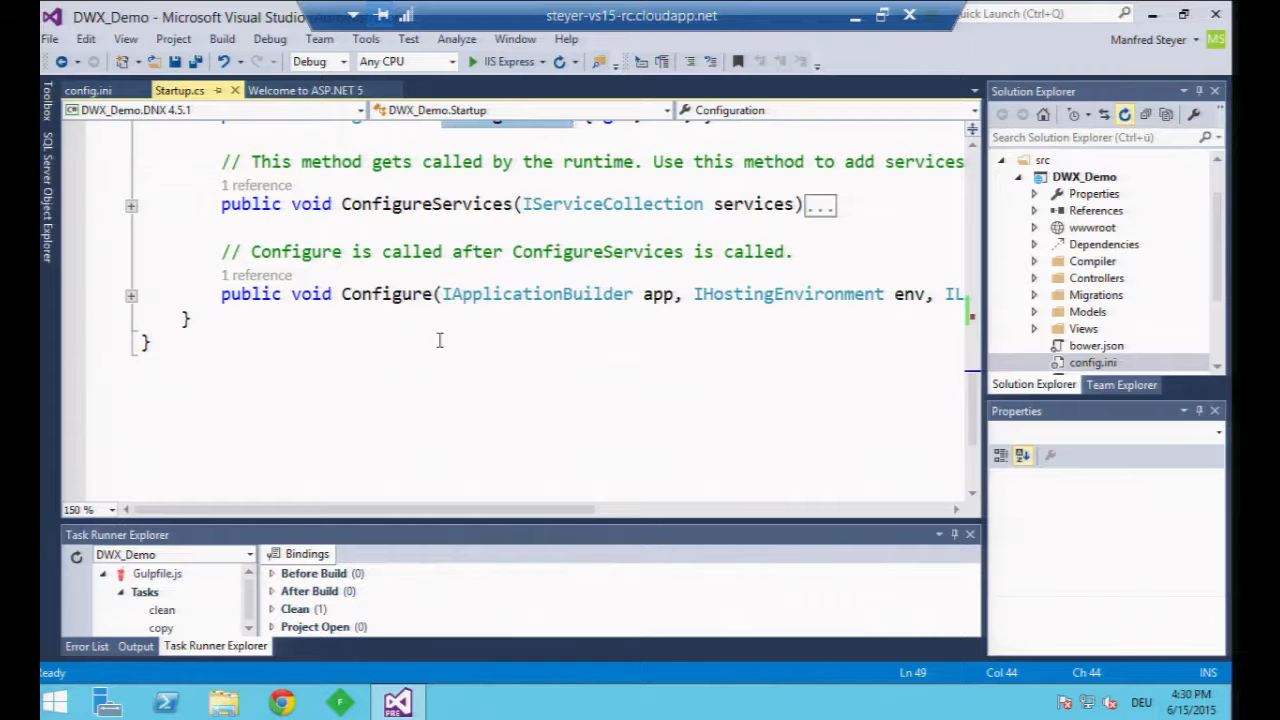 DWX_Demo - Microsoft Visual Studio
steyer-vs15-rc.cloudapp.net
Quick Launch (Ctrl+Q)
File Edit View Project Build Debug Team Tools Test Analyze Window Help
Manfred Steyer
MS
Debug Any CPU IIS Express
config.ini Startup.cs Welcome to ASP.NET 5
DWX_Demo.DNX 4.5.1 DWX_Demo.Startup Configuration
// This method gets called by the runtime. Use this method to add services
1 reference
public void ConfigureServices(IServiceCollection services)...
// Configure is called after ConfigureServices is called.
1 reference
public void Configure(IApplicationBuilder app, IHostingEnvironment env, IL
}
}
150 %
Toolbox
SQL Server Object Explorer
Solution Explorer
Search Solution Explorer (Ctrl+ü)
src
DWX_Demo
Properties
References
wwwroot
Dependencies
Compiler
Controllers
Migrations
Models
Views
bower.json
config.ini
Solution Explorer Team Explorer
Properties
Task Runner Explorer
DWX_Demo
Gulpfile.js
Tasks
clean
copy
Bindings
Before Build (0)
After Build (0)
Clean (1)
Project Open (0)
Error List Output Task Runner Explorer
eady
Ln 49 Col 44 Ch 44 INS
PRE
DEU
4:30 PM
6/15/2015